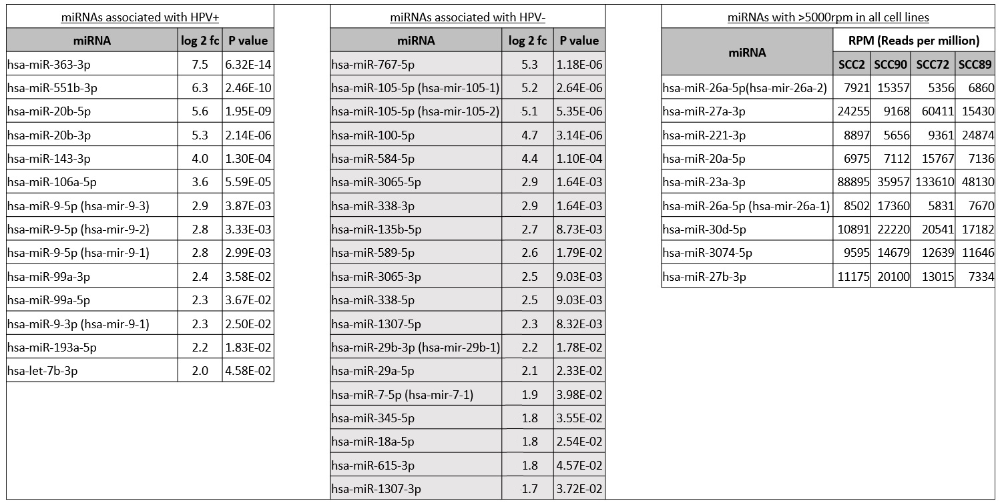 miRNAs associated with HPV+
miRNA log 2 fc P value
hsa-miR-363-3p 7.5 6.32E-14
hsa-miR-551b-3p 6.3 2.46E-10
hsa-miR-20b-5p 5.6 1.95E-09
hsa-miR-20b-3p 5.3 2.14E-06
hsa-miR-143-3p 4.0 1.30E-04
hsa-miR-106a-5p 3.6 5.59E-05
hsa-miR-9-5p (hsa-mir-9-3) 2.9 3.87E-03
hsa-miR-9-5p (hsa-mir-9-2) 2.8 3.33E-03
hsa-miR-9-5p (hsa-mir-9-1) 2.8 2.99E-03
hsa-miR-99a-3p 2.4 3.58E-02
hsa-miR-99a-5p 2.3 3.67E-02
hsa-miR-9-3p (hsa-mir-9-1) 2.3 2.50E-02
hsa-miR-193a-5p 2.2 1.83E-02
hsa-let-7b-3p 2.0 4.58E-02
miRNAs associated with HPV-
miRNA log 2 fc P value
hsa-miR-767-5p 5.3 1.18E-06
hsa-miR-105-5p (hsa-mir-105-1) 5.2 2.64E-06
hsa-miR-105-5p (hsa-mir-105-2) 5.1 5.35E-06
hsa-miR-100-5p 4.7 3.14E-06
hsa-miR-584-5p 4.4 1.10E-04
hsa-miR-3065-5p 2.9 1.64E-03
hsa-miR-338-3p 2.9 1.64E-03
hsa-miR-135b-5p 2.7 8.73E-03
hsa-miR-589-5p 2.6 1.79E-02
hsa-miR-3065-3p 2.5 9.03E-03
hsa-miR-338-5p 2.5 9.03E-03
hsa-miR-1307-5p 2.3 8.32E-03
hsa-miR-29b-3p (hsa-mir-29b-1) 2.2 1.78E-02
hsa-miR-29a-5p 2.1 2.33E-02
hsa-miR-7-5p (hsa-mir-7-1) 1.9 3.98E-02
hsa-miR-345-5p 1.8 3.55E-02
hsa-miR-18a-5p 1.8 2.54E-02
hsa-miR-615-3p 1.8 4.57E-02
hsa-miR-1307-3p 1.7 3.72E-02
miRNAs with >5000rpm in all cell lines
miRNA RPM (Reads per million)
SCC2 SCC90 SCC72 SCC89
hsa-miR-26a-5p(hsa-mir-26a-2) 7921 15357 5356 6860
hsa-miR-27a-3p 24255 9168 60411 15430
hsa-miR-221-3p 8897 5656 9361 24874
hsa-miR-20a-5p 6975 7112 15767 7136
hsa-miR-23a-3p 88895 35957 133610 48130
hsa-miR-26a-5p (hsa-mir-26a-1) 8502 17360 5831 7670
hsa-miR-30d-5p 10891 22220 20541 17182
hsa-miR-3074-5p 9595 14679 12639 11646
hsa-miR-27b-3p 11175 20100 13015 7334